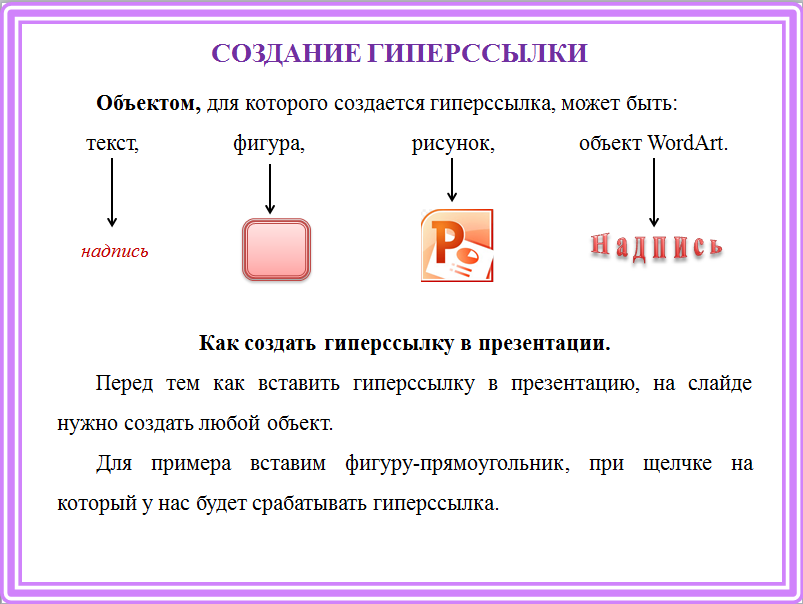 СОЗДАНИЕ ГИПЕРССЫЛКИ
Объектом, для которого создается гиперссылка, может быть:
текст, фигура, рисунок, объект WordArt.
надпись P Надпись
Как создать гиперссылку в презентации.
Перед тем как вставить гиперссылку в презентацию, на слайде
нужно создать любой объект.
Для примера вставим фигуру-прямоугольник, при щелчке на
который у нас будет срабатывать гиперссылка.